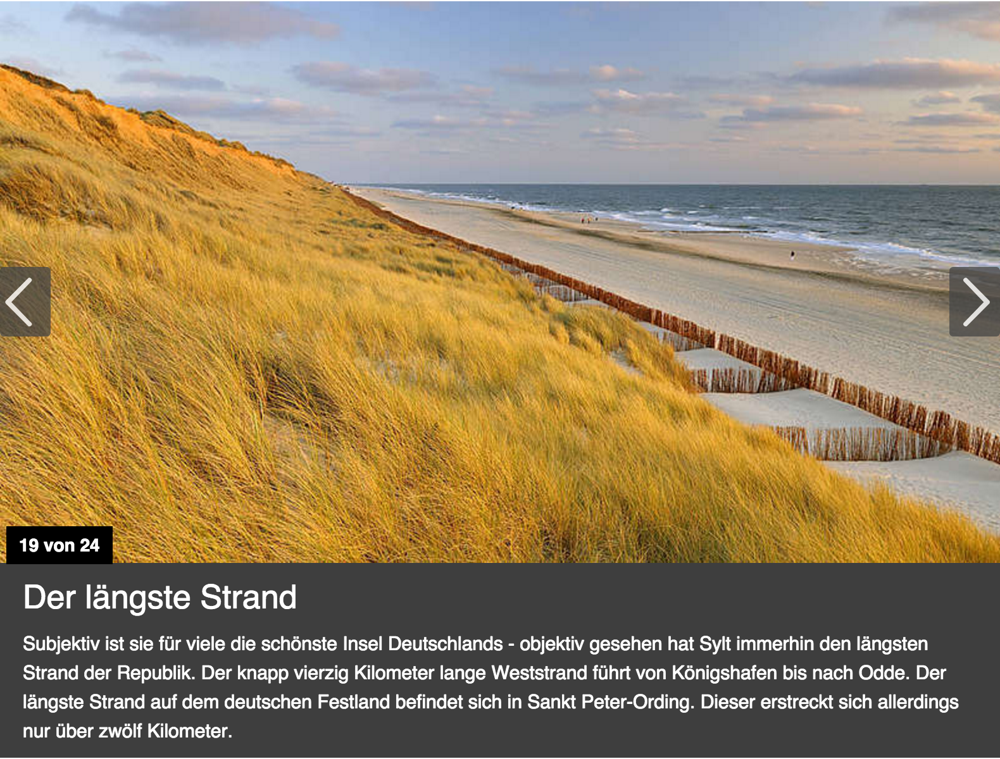 19 von 24
Der längste Strand
Subjektiv ist sie für viele die schönste Insel Deutschlands - objektiv gesehen hat Sylt immerhin den längsten
Strand der Republik. Der knapp vierzig Kilometer lange Weststrand führt von Königshafen bis nach Odde. Der
längste Strand auf dem deutschen Festland befindet sich in Sankt Peter-Ording. Dieser erstreckt sich allerdings
nur über zwölf Kilometer.